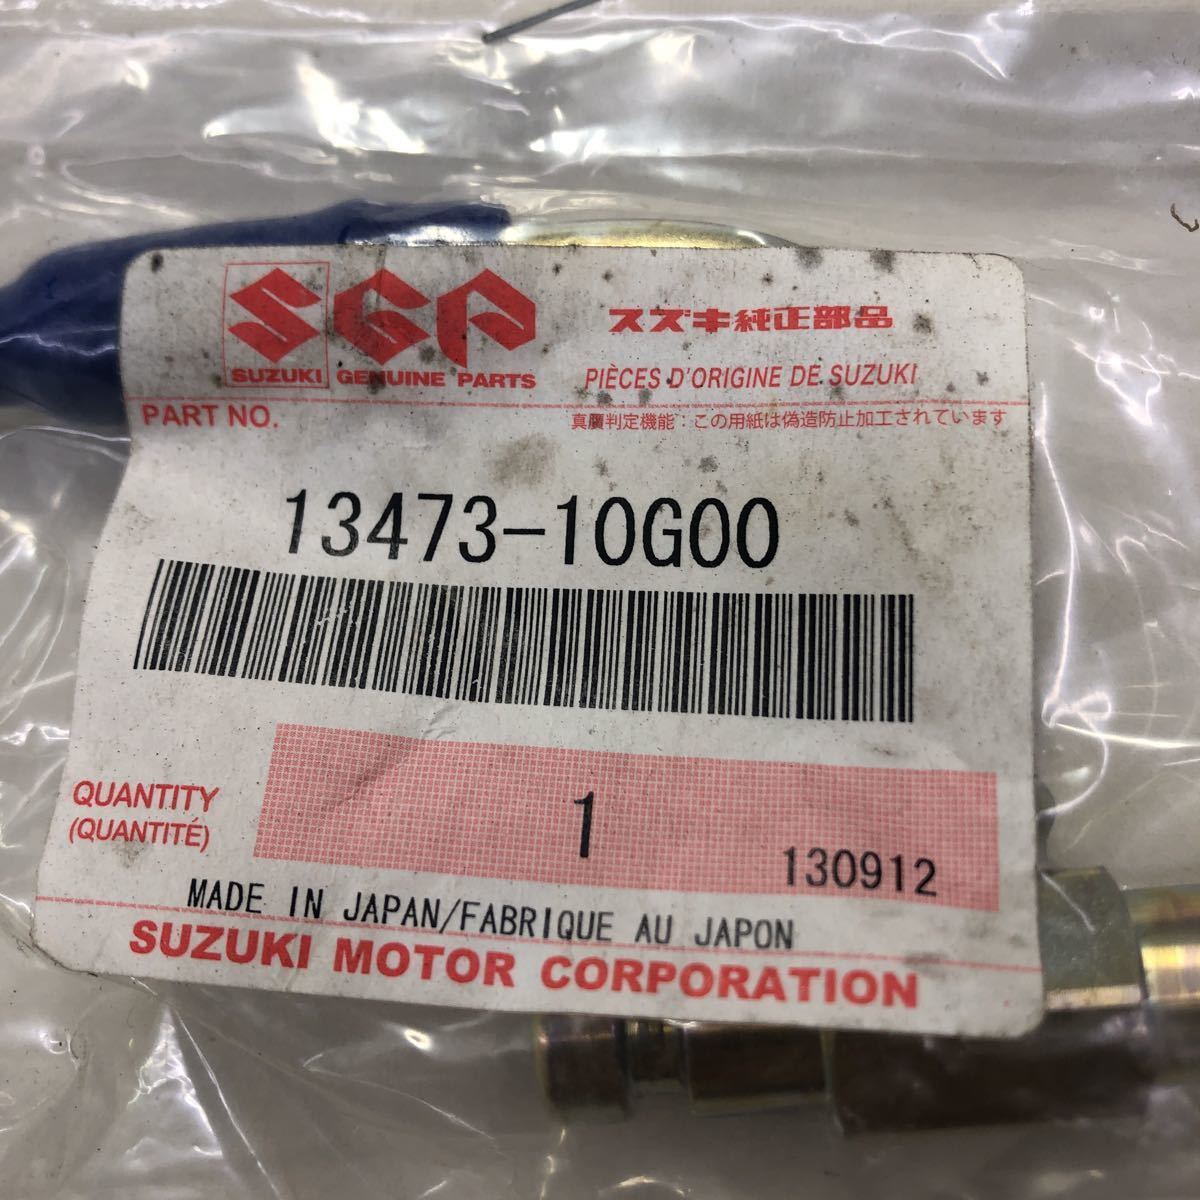 SGP
スズキ純正部品
SUZUKI GENUINE PARTS
PIÈCES D'ORIGINE DE SUZUKI
PART NO.
真贋判定機能：この用紙は偽造防止加工されています
13473-10G00
QUANTITY
(QUANTITÉ)
1
130912
MADE IN JAPAN/FABRIQUE AU JAPON
SUZUKI MOTOR CORPORATION